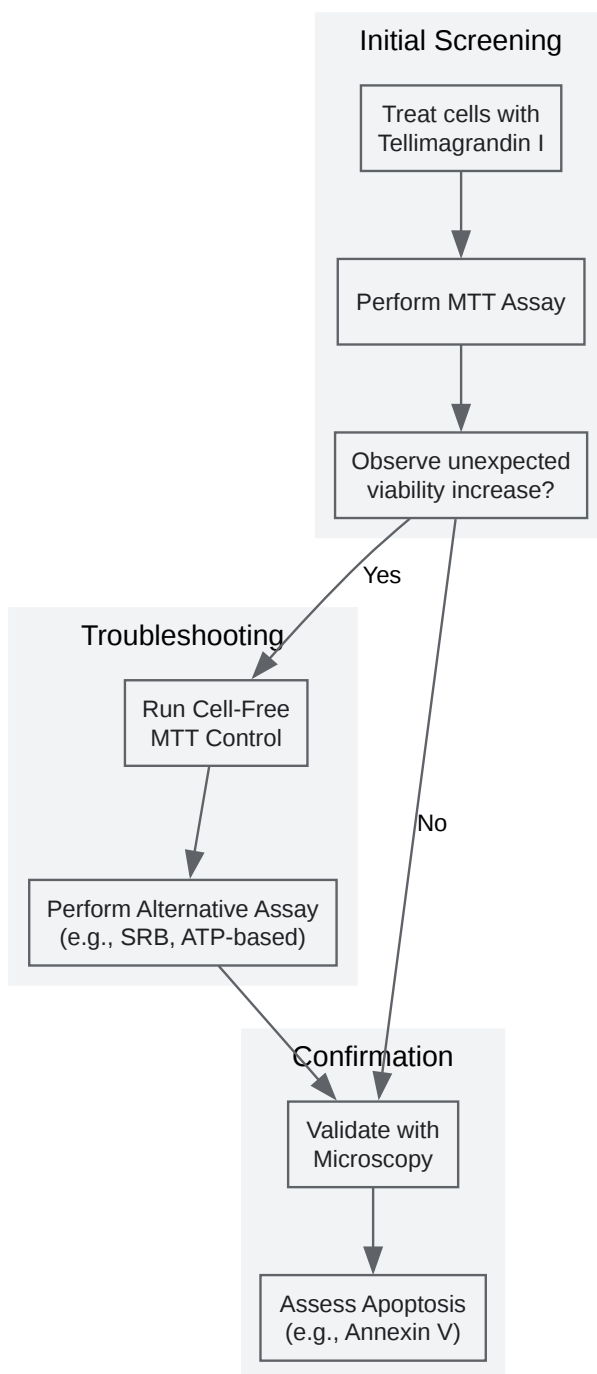 Initial Screening
Treat cells with
Tellimagrandin I
Perform MTT Assay
Observe unexpected
viability increase?
Yes
Troubleshooting
Run Cell-Free
MTT Control
No
Perform Alternative Assay
(e.g., SRB, ATP-based)
Confirmation
Validate with
Microscopy
Assess Apoptosis
(e.g., Annexin V)